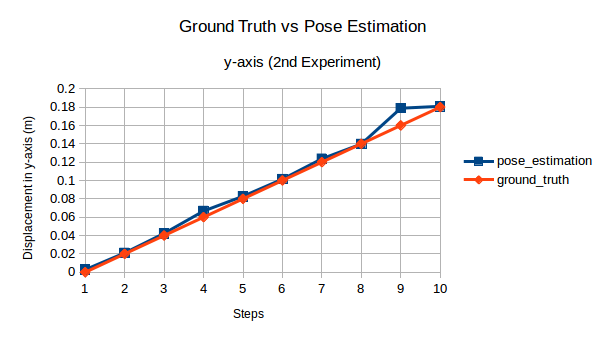 Ground Truth vs Pose Estimation
y-axis (2nd Experiment)
Displacement in y-axis (m)
0.2
0.18
0.16
0.14
0.12
0.1
0.08
0.06
0.04
0.02
0
1 2 3 4 5 6 7 8 9 10
Steps
pose_estimation
ground_truth